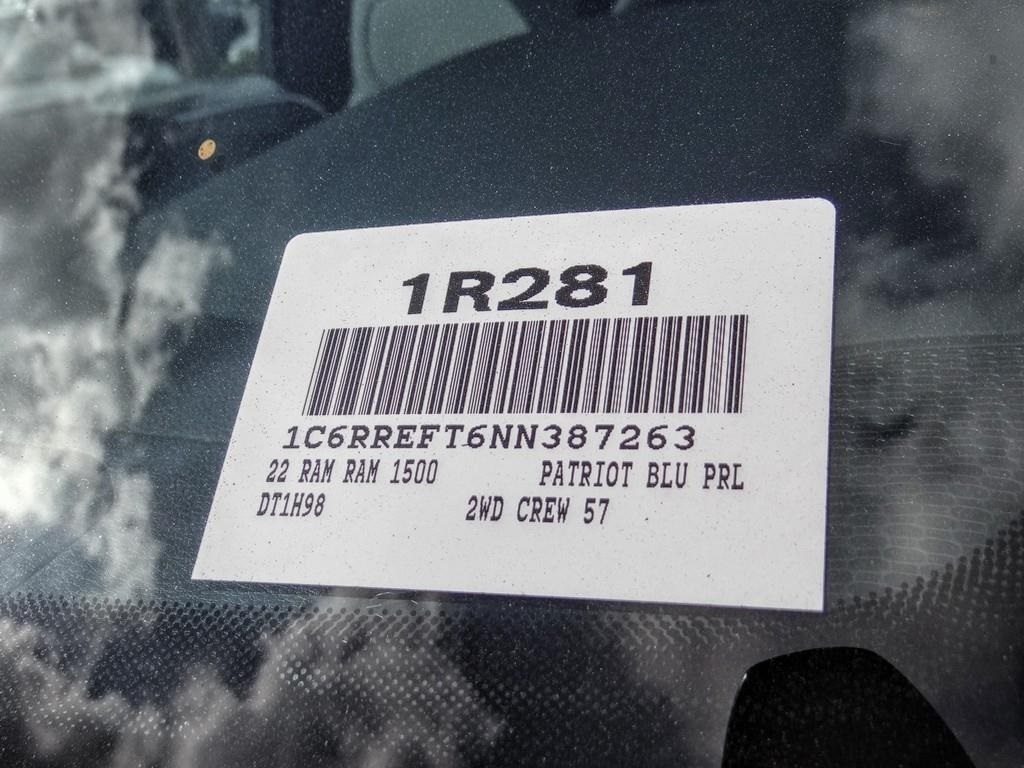 1R281
1C6RREFT6NN387263
22 RAM RAM 1500 PATRIOT BLU PRL
DT1H98 2WD CREW 57